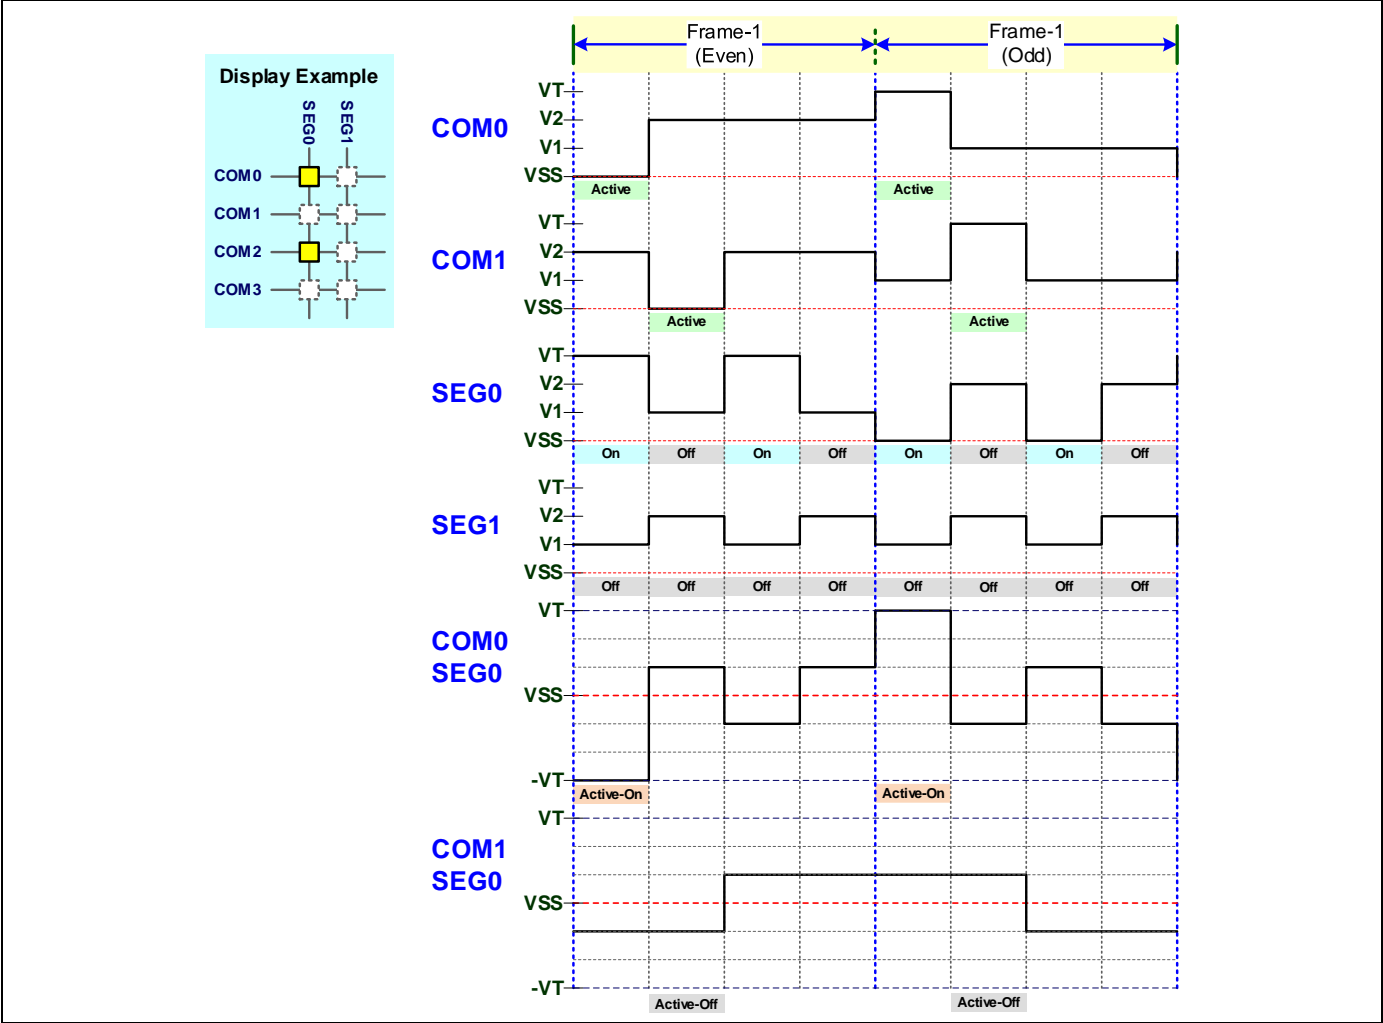 Frame-1
(Even)
Frame-1
(Odd)
Display Example
SEG0
SEG1
COM0
COM1
COM2
COM3
COM0
VT
V2
V1
VSS
Active
Active
COM1
VT
V2
V1
VSS
Active
Active
SEG0
VT
V2
V1
VSS
On
Off
On
Off
On
Off
On
Off
SEG1
VT
V2
V1
VSS
Off
Off
Off
Off
Off
Off
Off
Off
COM0
SEG0
VT
VSS
-VT
Active-On
Active-On
COM1
SEG0
VT
VSS
-VT
Active-Off
Active-Off